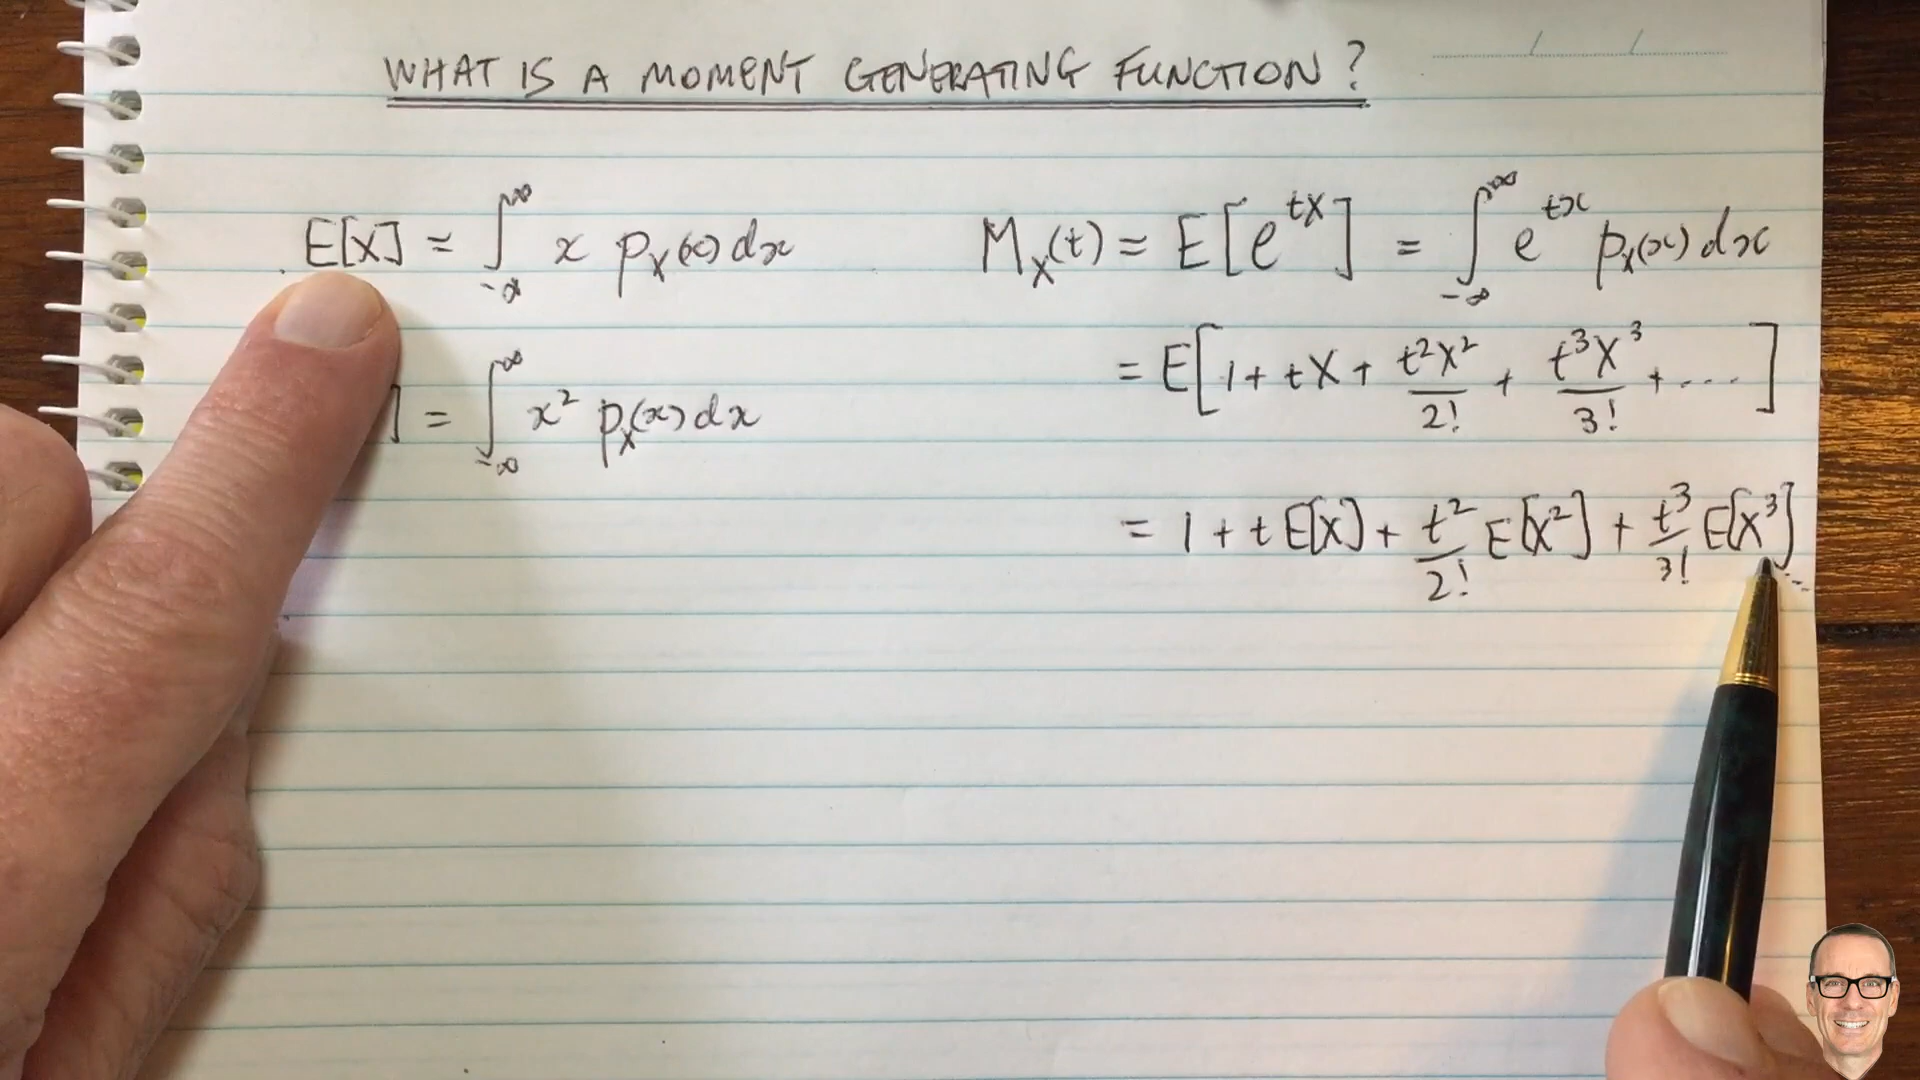 WHAT IS A MOMENT GENERATING FUNCTION?
E[X] = ∫_{-∞}^{∞} x p_X(x) dx
] = ∫_{-∞}^{∞} x² p_X(x) dx
M_X(t) = E[e^{tX}] = ∫_{-∞}^{∞} e^{tx} p_X(x) dx
= E[1 + tX + t²X²/2! + t³X³/3! + ....]
= 1 + t E[X] + t²/2! E[X²] + t³/3! E[X³] ....